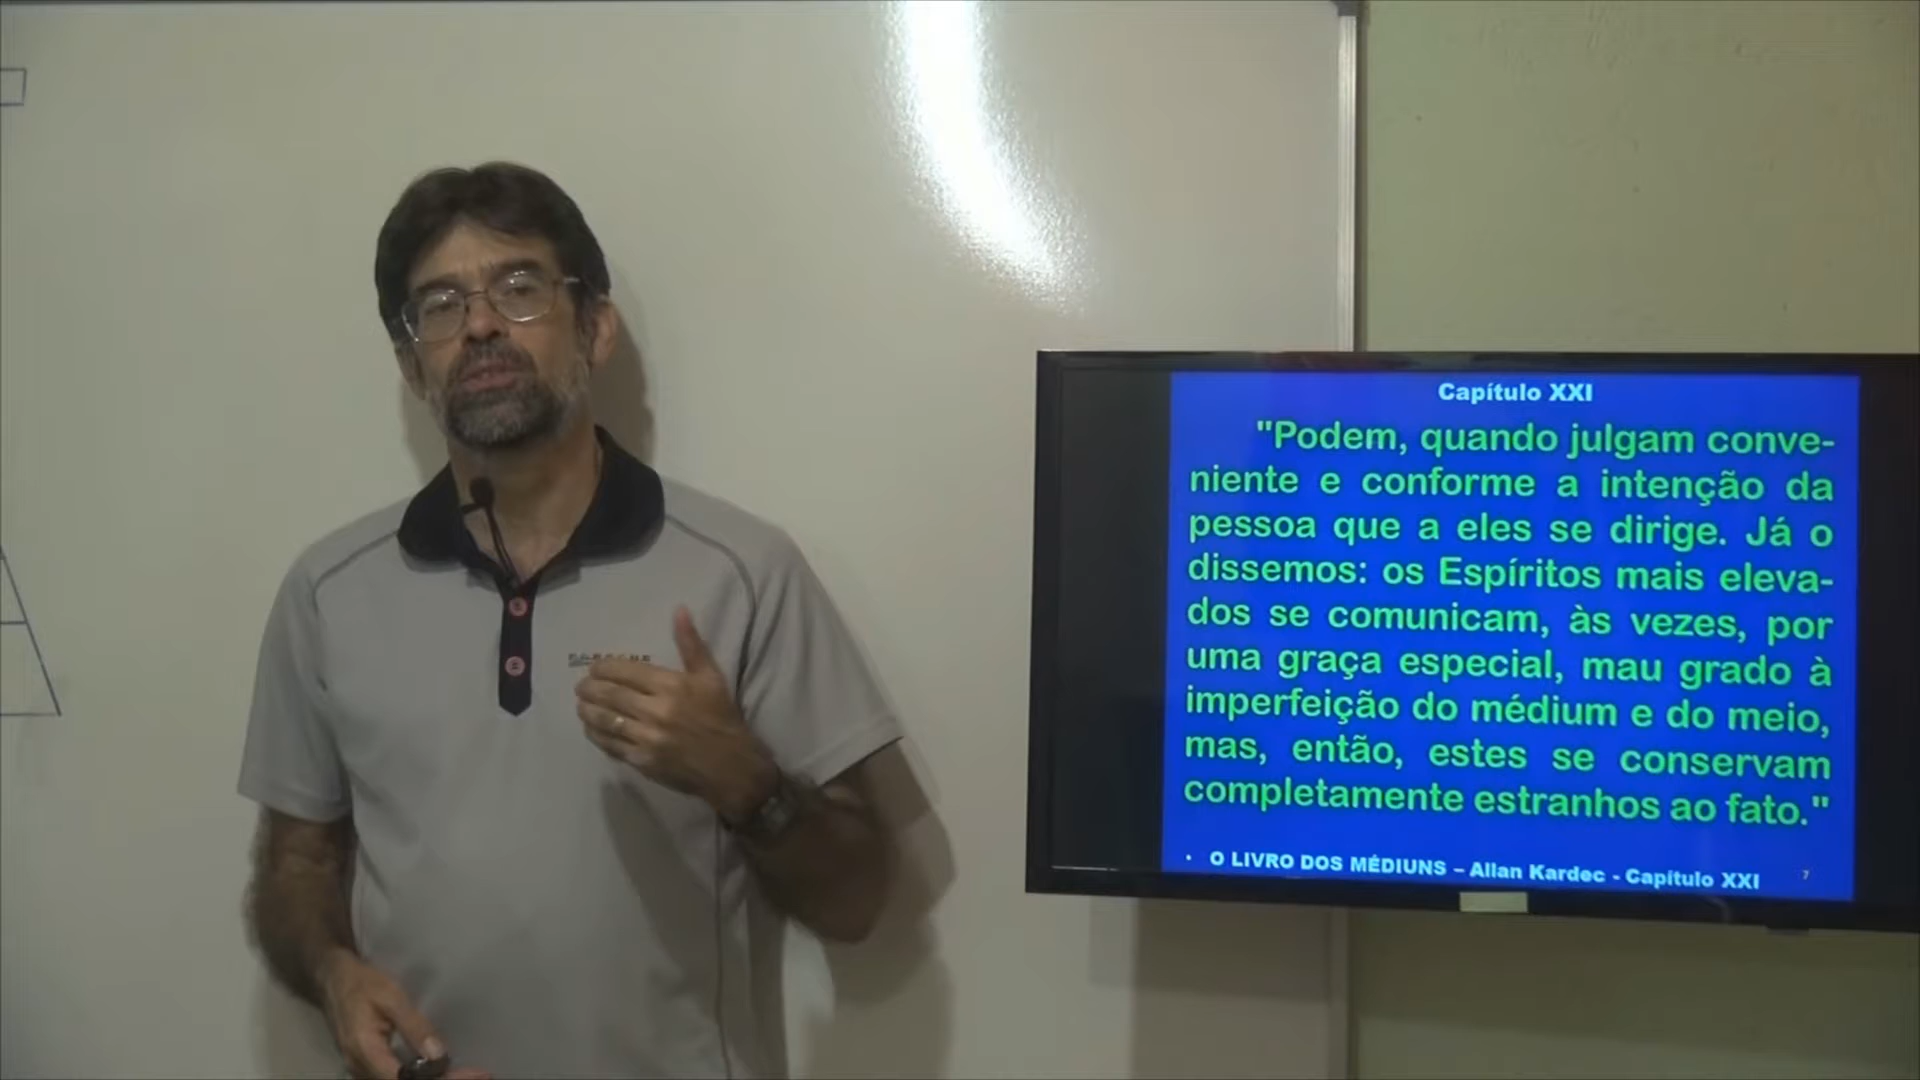 Capítulo XXI
"Podem, quando julgam conve-
niente e conforme a intenção da
pessoa que a eles se dirige. Já o
dissemos: os Espíritos mais eleva-
dos se comunicam, às vezes, por
uma graça especial, mau grado à
imperfeição do médium e do meio,
mas, então, estes se conservam
completamente estranhos ao fato."
• O LIVRO DOS MÉDIUNS – Allan Kardec - Capítulo XXI
7